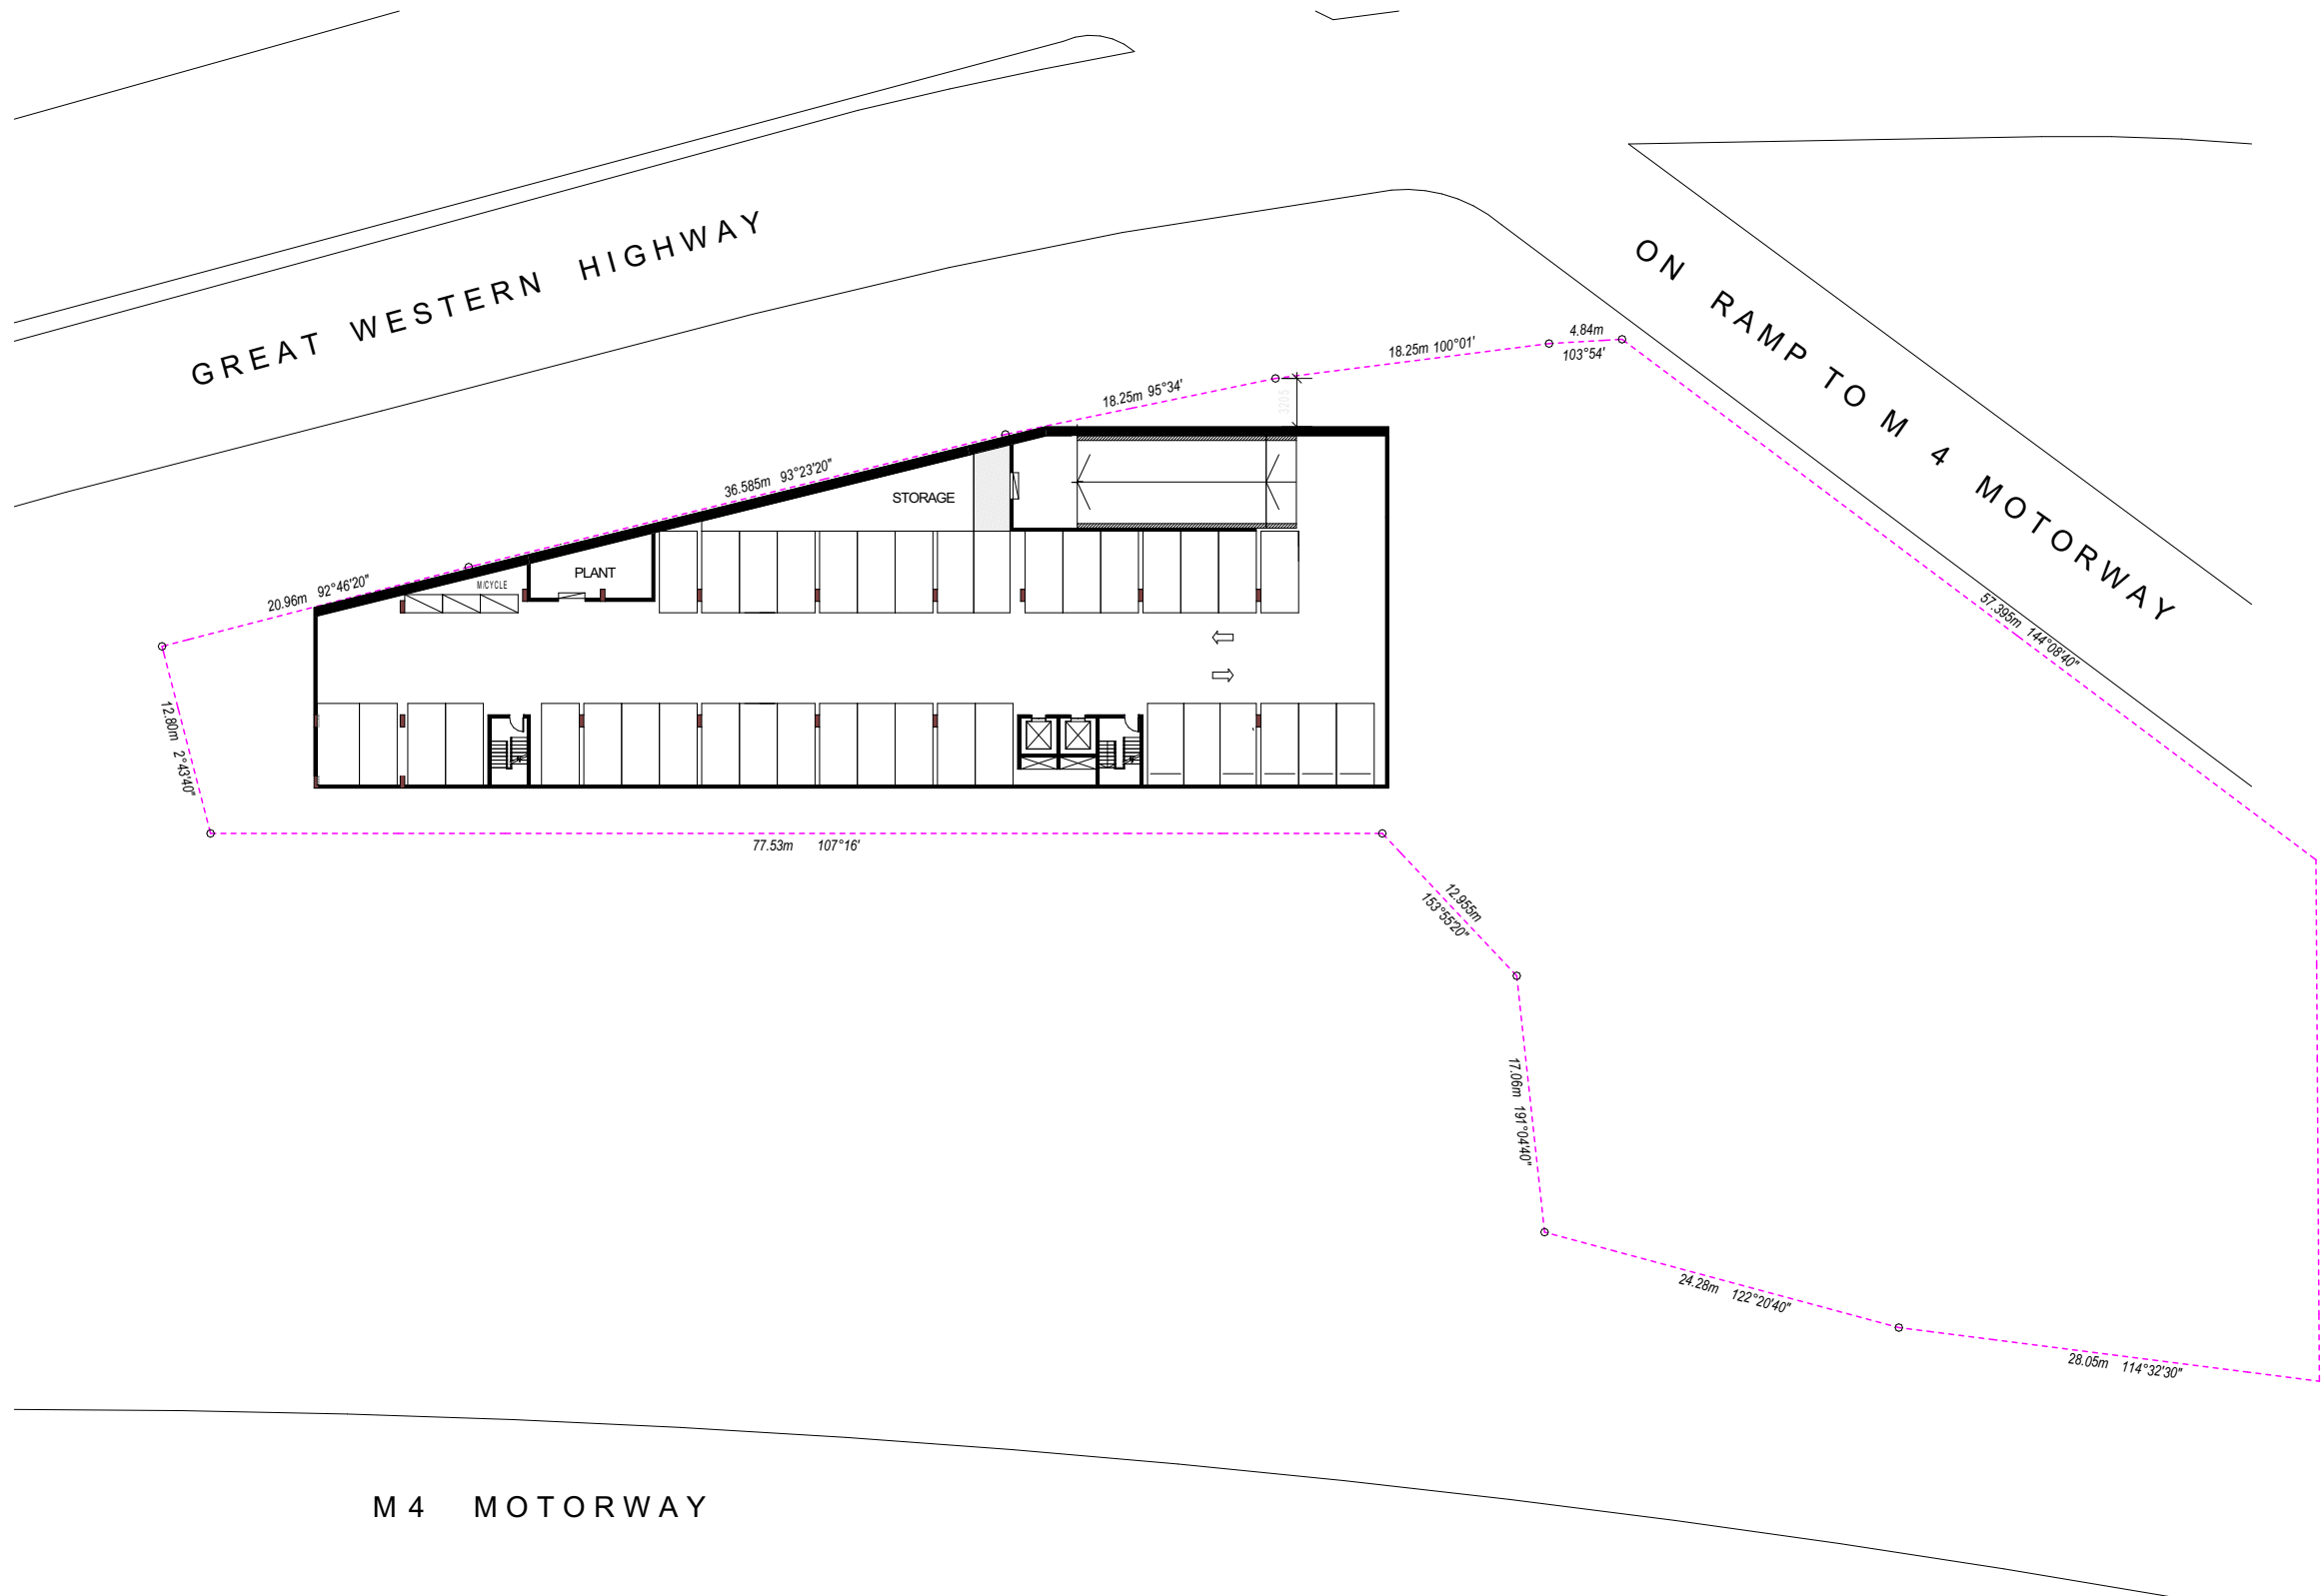 GREAT WESTERN HIGHWAY
ON RAMP TO M 4 MOTORWAY
4.84m
103°54'
18.25m 100°01'
18.25m 95°34'
3205
36.585m 93°23'20"
STORAGE
PLANT
M/CYCLE
20.96m 92°46'20"
57.395m 144°08'40"
12.80m 2°43'40"
77.53m 107°16'
12.955m
153°55'20"
17.06m 191°04'40"
24.28m 122°20'40"
28.05m 114°32'30"
M4 MOTORWAY